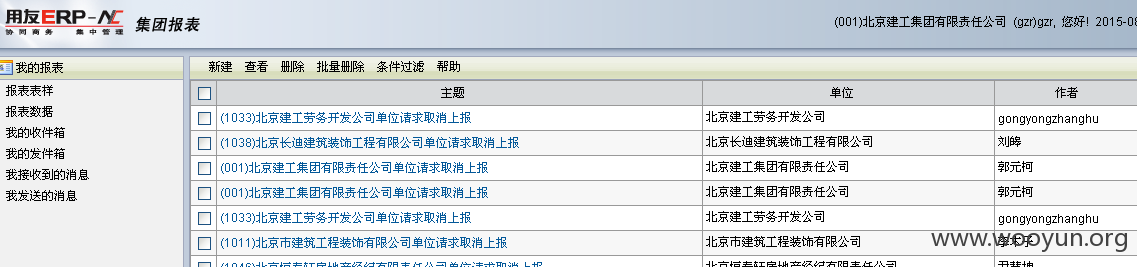 用友ERP-NC 集团报表 (001)北京建工集团有限责任公司 (gzr)gzr, 您好! 2015-08
协同商务 集中管理
我的报表 新建 查看 删除 批量删除 条件过滤 帮助
报表表样
报表数据
我的收件箱
我的发件箱
我接收到的消息
我发送的消息
主题 单位 作者
(1033)北京建工劳务开发公司单位请求取消上报 北京建工劳务开发公司 gongyongzhanghu
(1038)北京长迪建筑装饰工程有限公司单位请求取消上报 北京长迪建筑装饰工程有限公司 刘皞
(001)北京建工集团有限责任公司单位请求取消上报 北京建工集团有限责任公司 郭元柯
(001)北京建工集团有限责任公司单位请求取消上报 北京建工集团有限责任公司 郭元柯
(1033)北京建工劳务开发公司单位请求取消上报 北京建工劳务开发公司 gongyongzhanghu
(1011)北京市建筑工程装饰有限公司单位请求取消上报 北京市建筑工程装饰有限公司
www.wooyun.org